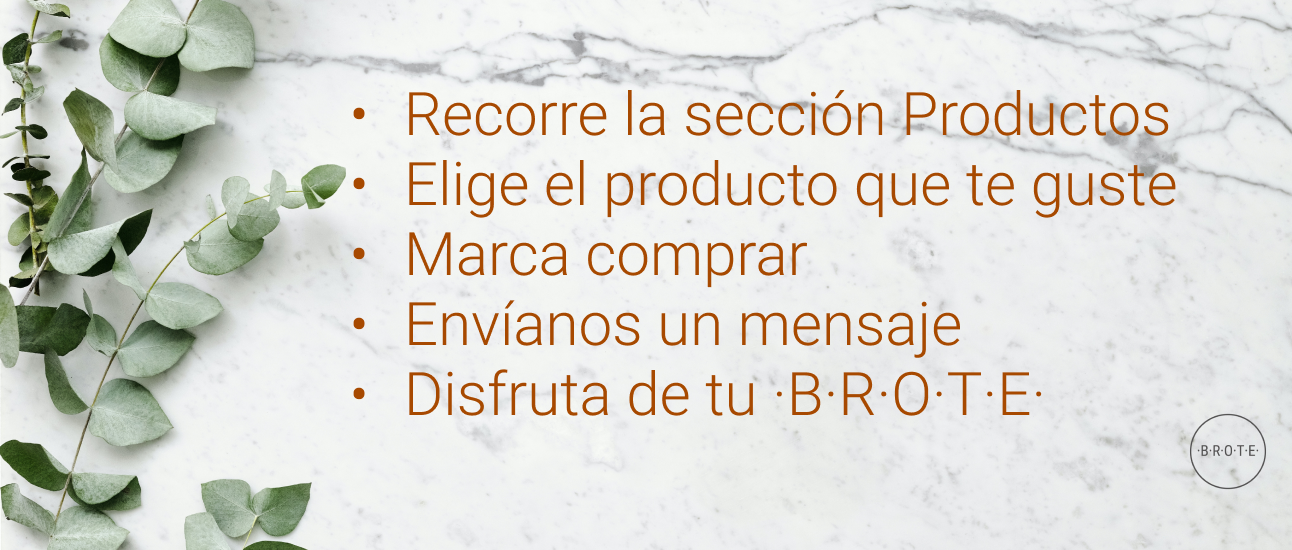 • Recorre la sección Productos
• Elige el producto que te guste
• Marca comprar
• Envíanos un mensaje
• Disfruta de tu ·B·R·O·T·E·
·B·R·O·T·E·